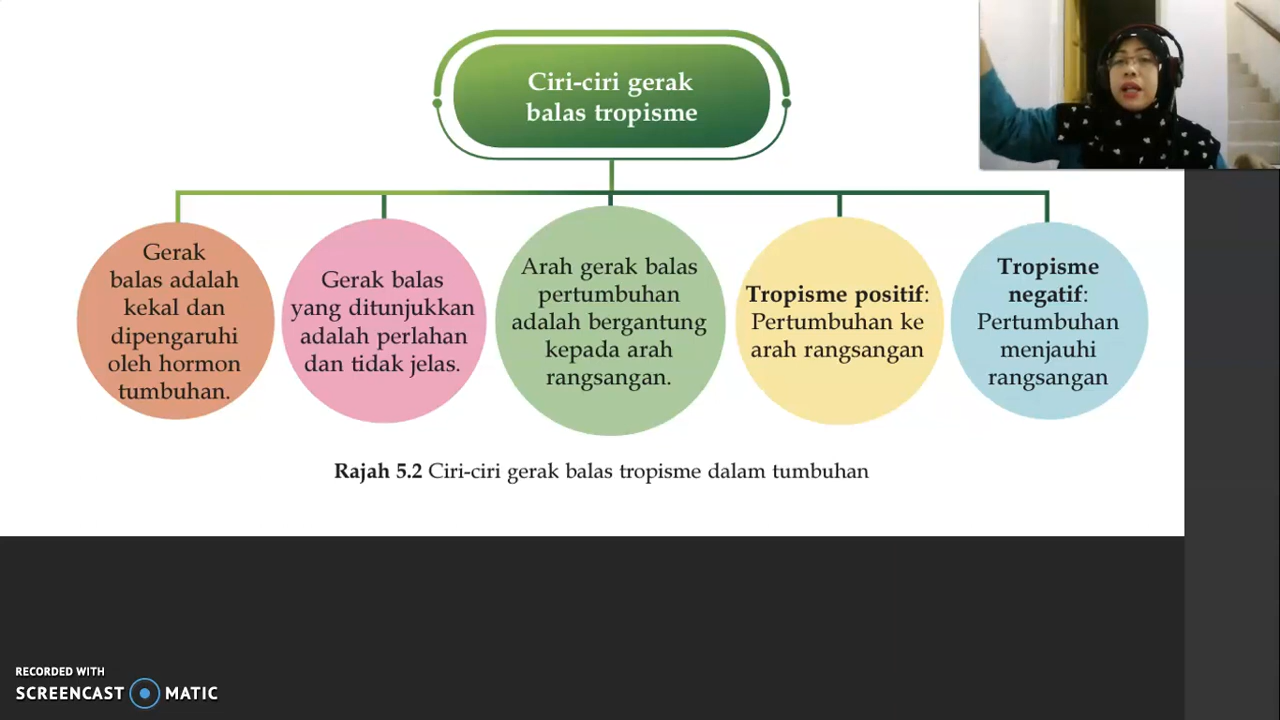 Ciri-ciri gerak
balas tropisme
Gerak
balas adalah
kekal dan
dipengaruhi
oleh hormon
tumbuhan.
Gerak balas
yang ditunjukkan
adalah perlahan
dan tidak jelas.
Arah gerak balas
pertumbuhan
adalah bergantung
kepada arah
rangsangan.
Tropisme positif:
Pertumbuhan ke
arah rangsangan
Tropisme
negatif:
Pertumbuhan
menjauhi
rangsangan
Rajah 5.2 Ciri-ciri gerak balas tropisme dalam tumbuhan
RECORDED WITH
SCREENCAST MATIC